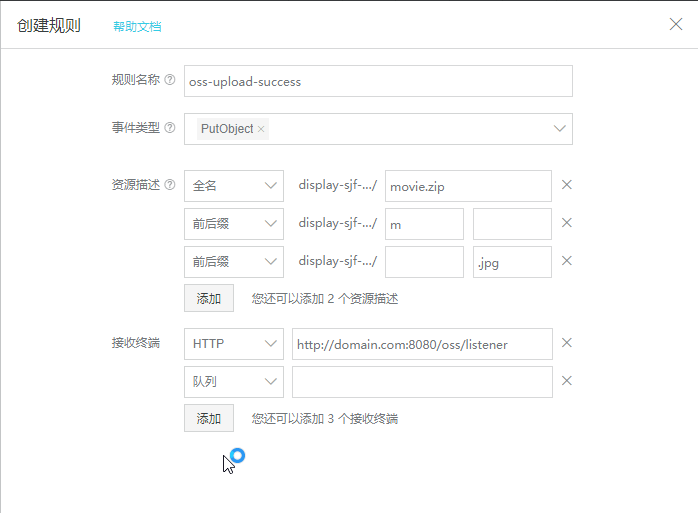 创建规则 帮助文档
规则名称 oss-upload-success
事件类型 PutObject
资源描述 全名 display-sjf-.../ movie.zip
前后缀 display-sjf-.../ m
前后缀 display-sjf-.../ .jpg
添加 您还可以添加 2 个资源描述
接收终端 HTTP http://domain.com:8080/oss/listener
队列
添加 您还可以添加 3 个接收终端